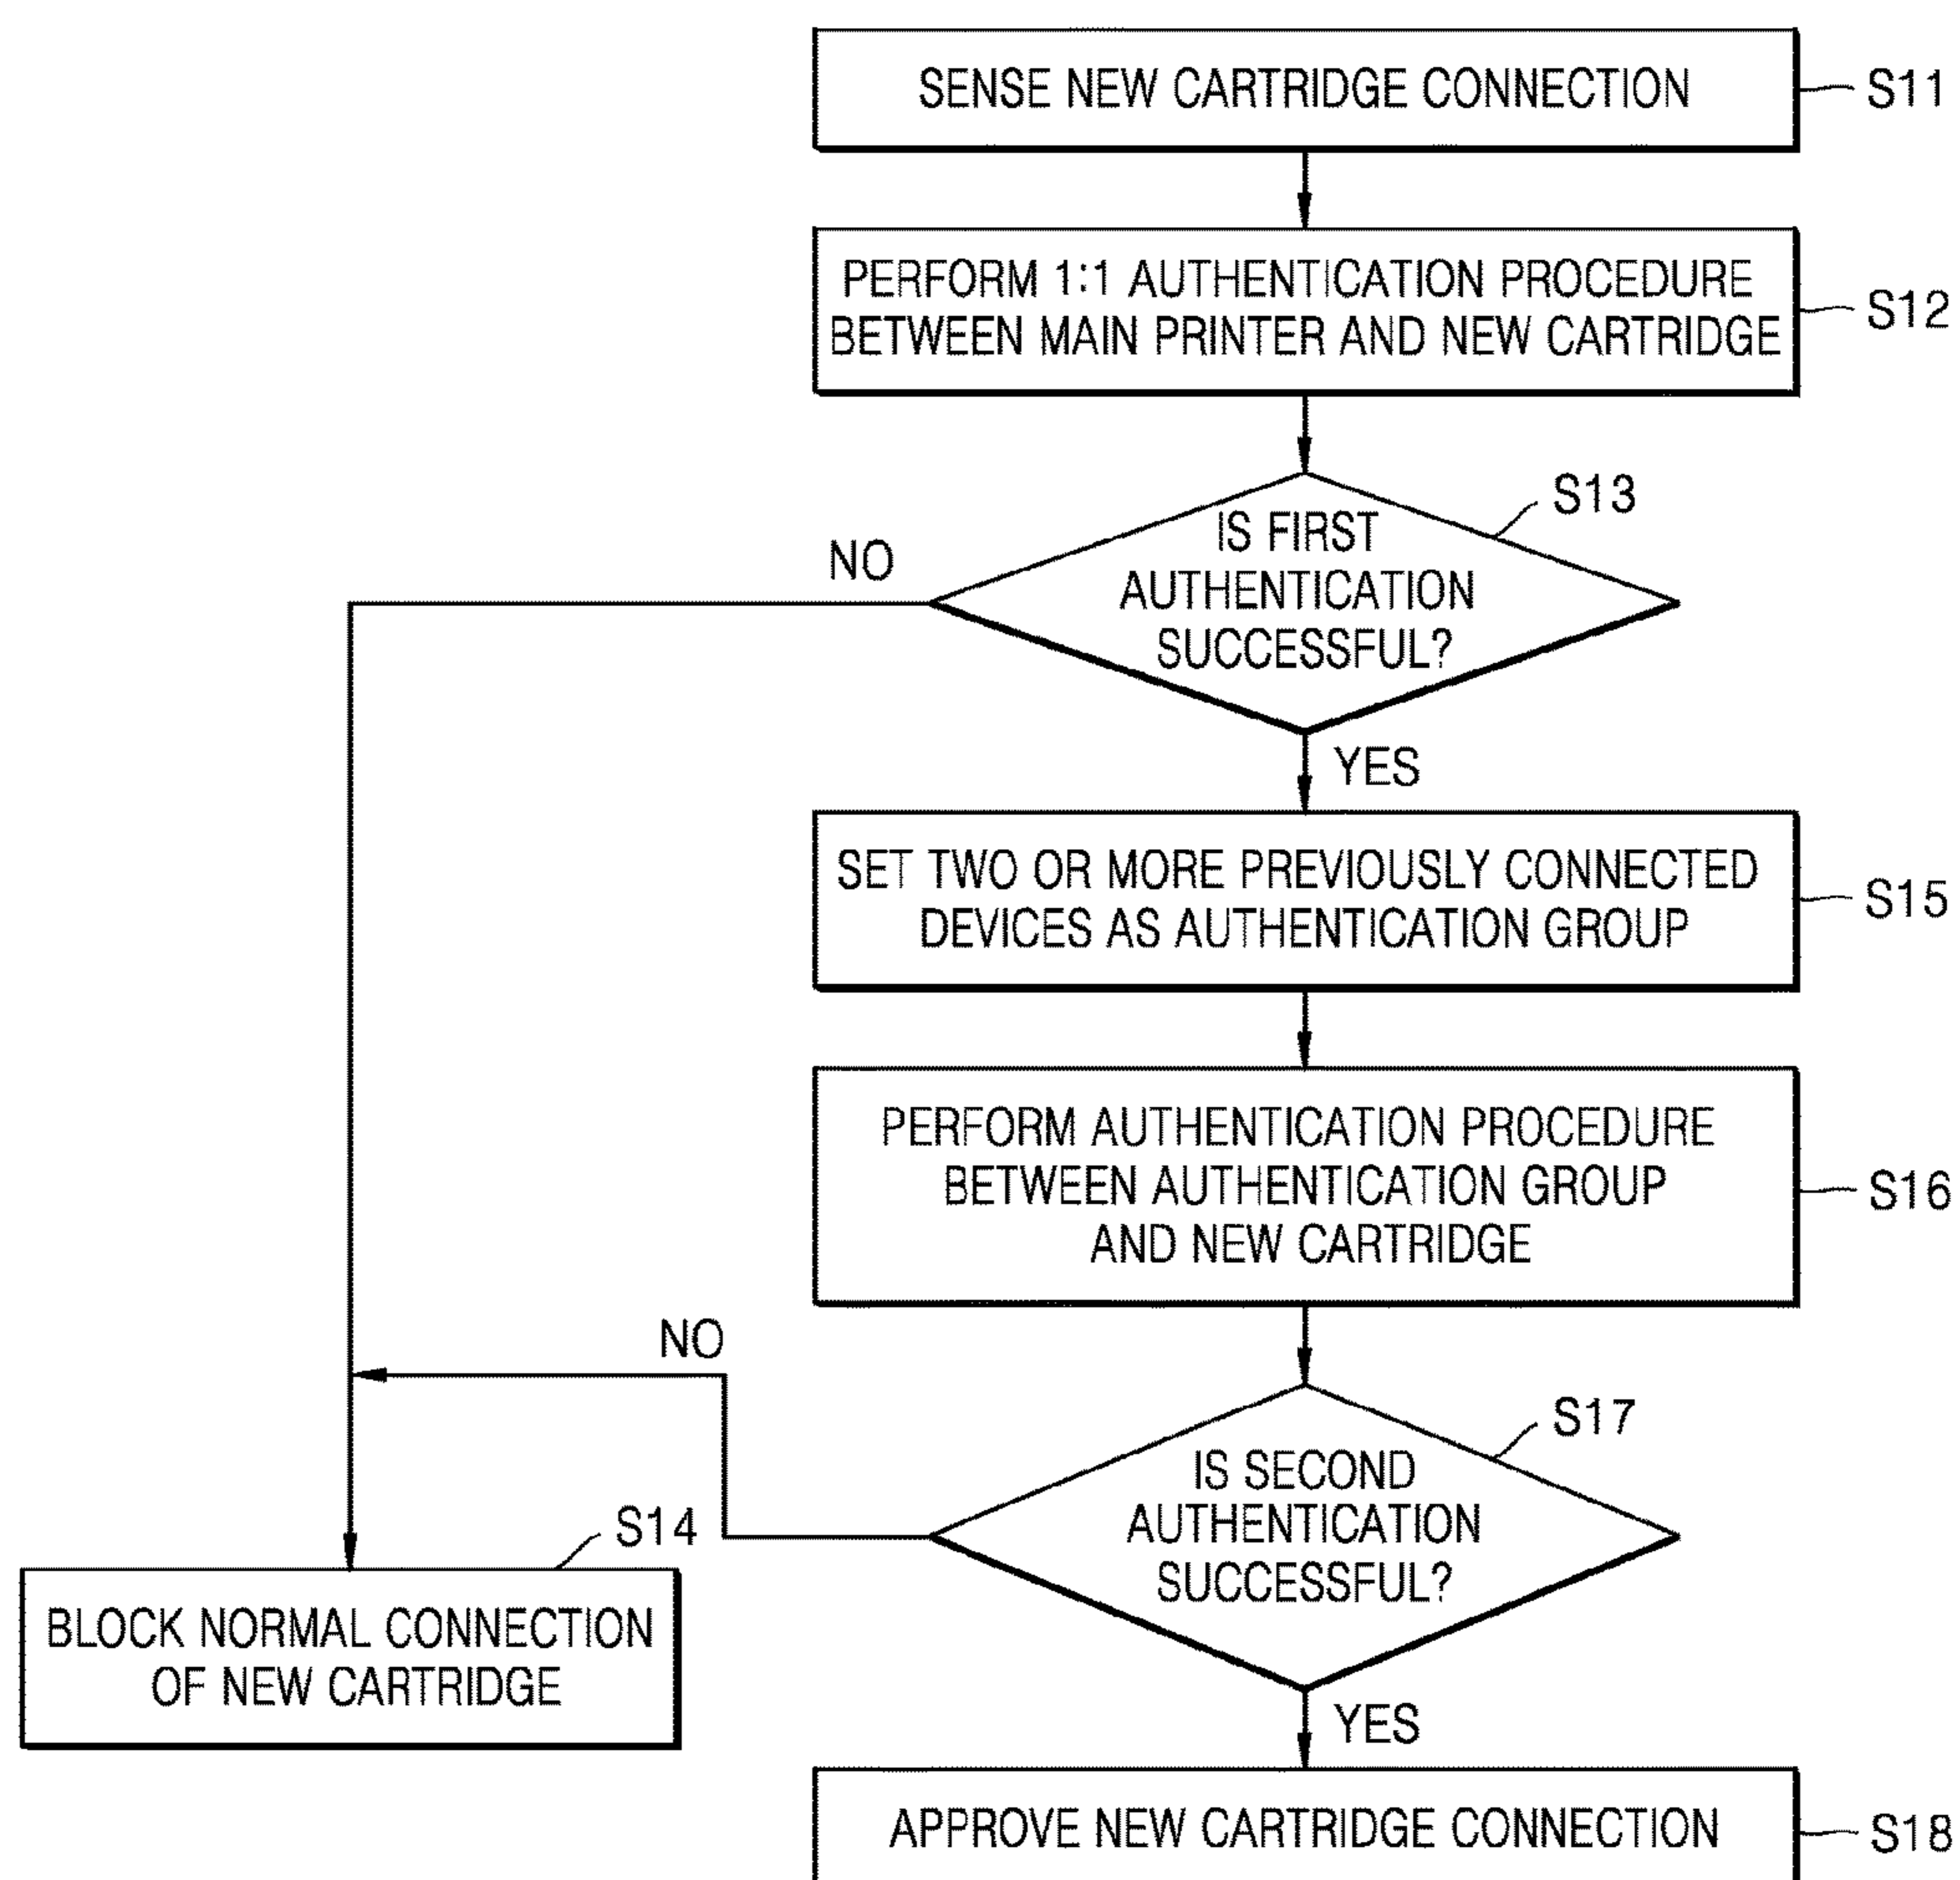 SENSE NEW CARTRIDGE CONNECTION
S11
PERFORM 1:1 AUTHENTICATION PROCEDURE
BETWEEN MAIN PRINTER AND NEW CARTRIDGE
S12
S13
IS FIRST
AUTHENTICATION
SUCCESSFUL?
NO
YES
SET TWO OR MORE PREVIOUSLY CONNECTED
DEVICES AS AUTHENTICATION GROUP
S15
PERFORM AUTHENTICATION PROCEDURE
BETWEEN AUTHENTICATION GROUP
AND NEW CARTRIDGE
S16
NO
S17
IS SECOND
AUTHENTICATION
SUCCESSFUL?
S14
BLOCK NORMAL CONNECTION
OF NEW CARTRIDGE
YES
APPROVE NEW CARTRIDGE CONNECTION
S18